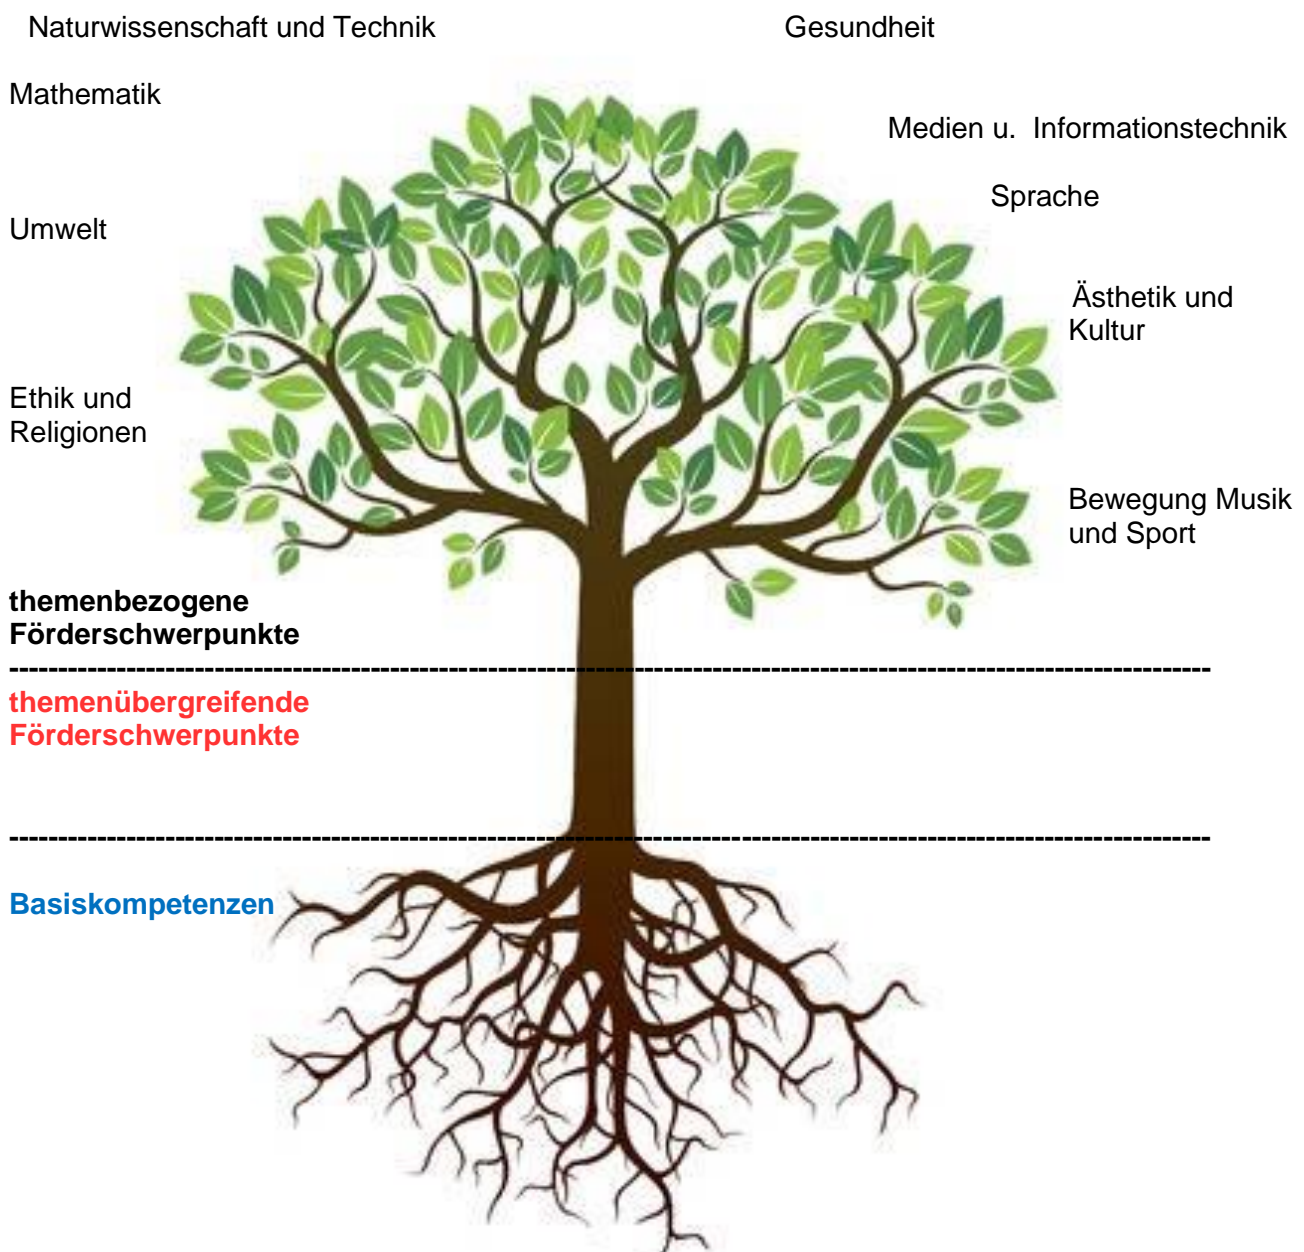 Naturwissenschaft und Technik
Gesundheit
Mathematik
Medien u. Informationstechnik
Sprache
Umwelt
Ästhetik und
Kultur
Ethik und
Religionen
Bewegung Musik
und Sport
themenbezogene
Förderschwerpunkte
themenübergreifende
Förderschwerpunkte
Basiskompetenzen